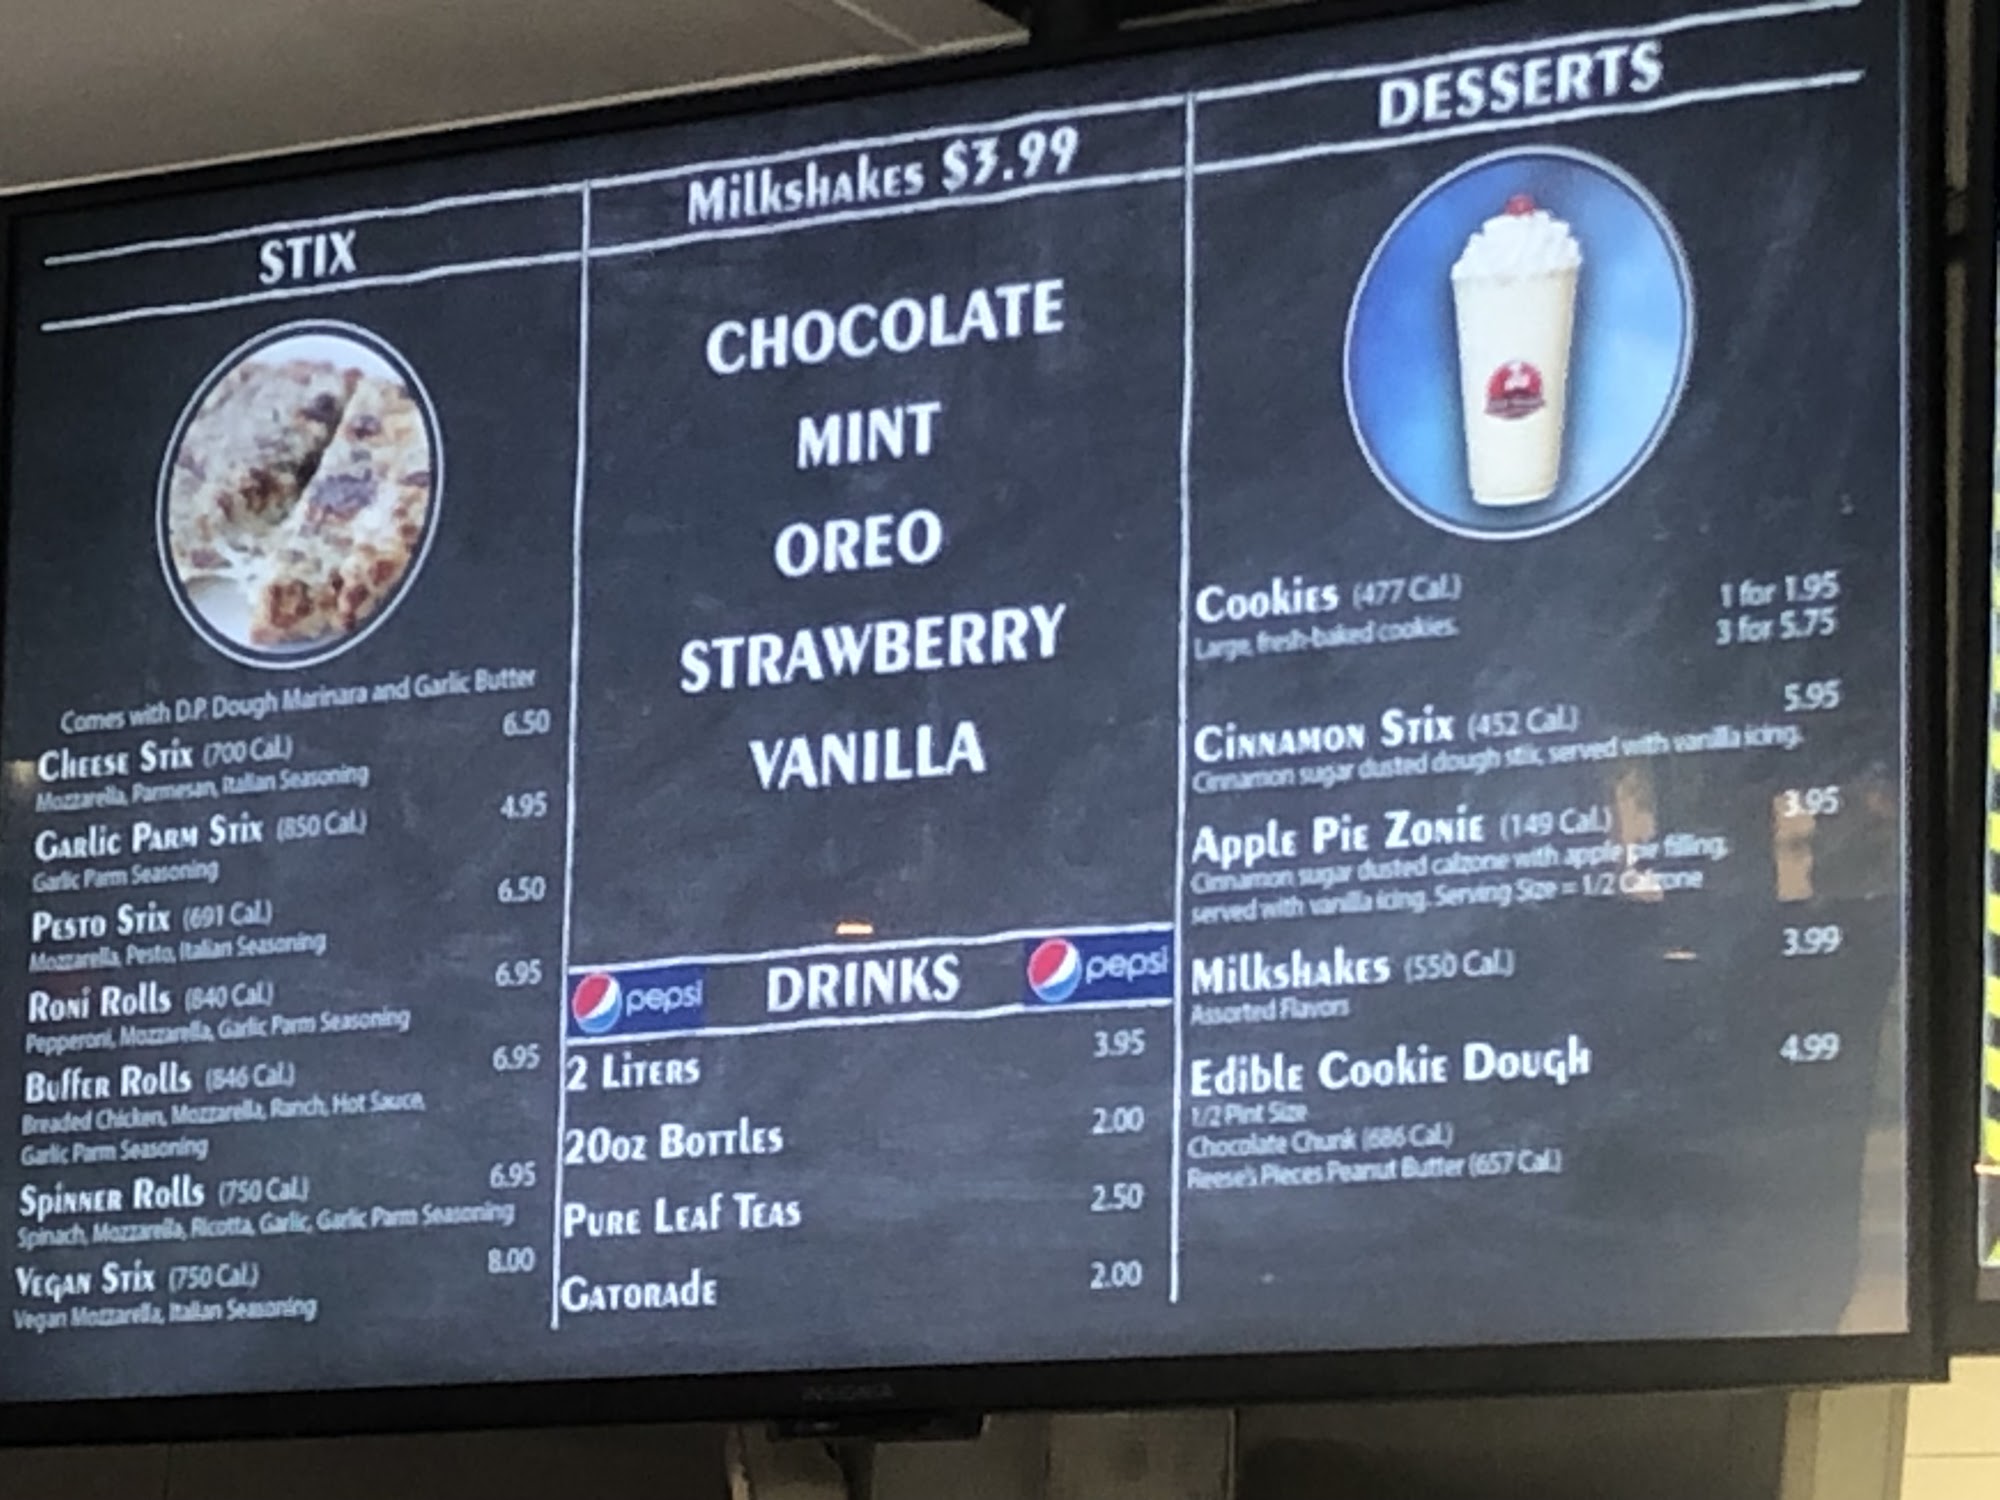 STIX
Comes with D.P. Dough Marinara and Garlic Butter
Cheese Stix (700 Cal.) 6.50
Mozzarella, Parmesan, Italian Seasoning
Garlic Parm Stix (850 Cal.) 4.95
Garlic Parm Seasoning
Pesto Stix (691 Cal.) 6.50
Mozzarella, Pesto, Italian Seasoning
Roni Rolls (840 Cal.) 6.95
Pepperoni, Mozzarella, Garlic Parm Seasoning
Buffer Rolls (846 Cal.) 6.95
Breaded Chicken, Mozzarella, Ranch, Hot Sauce,
Garlic Parm Seasoning
Spinner Rolls (750 Cal.) 6.95
Spinach, Mozzarella, Ricotta, Garlic, Garlic Parm Seasoning
Vegan Stix (750 Cal.) 8.00
Vegan Mozzarella, Italian Seasoning
Milkshakes $3.99
CHOCOLATE
MINT
OREO
STRAWBERRY
VANILLA
pepsi DRINKS pepsi
2 Liters 3.95
20oz Bottles 2.00
Pure Leaf Teas 2.50
Gatorade 2.00
DESSERTS
Cookies (477 Cal.) 1 for 1.95
Large, fresh-baked cookies. 3 for 5.75
Cinnamon Stix (452 Cal.) 5.95
Cinnamon sugar dusted dough stix, served with vanilla icing.
Apple Pie Zonie (149 Cal.) 3.95
Cinnamon sugar dusted calzone with apple pie filling,
served with vanilla icing. Serving Size = 1/2 Calzone
Milkshakes (550 Cal.) 3.99
Assorted Flavors
Edible Cookie Dough 4.99
1/2 Pint Size
Chocolate Chunk (686 Cal.)
Reese's Pieces Peanut Butter (657 Cal.)
INSIGNIA